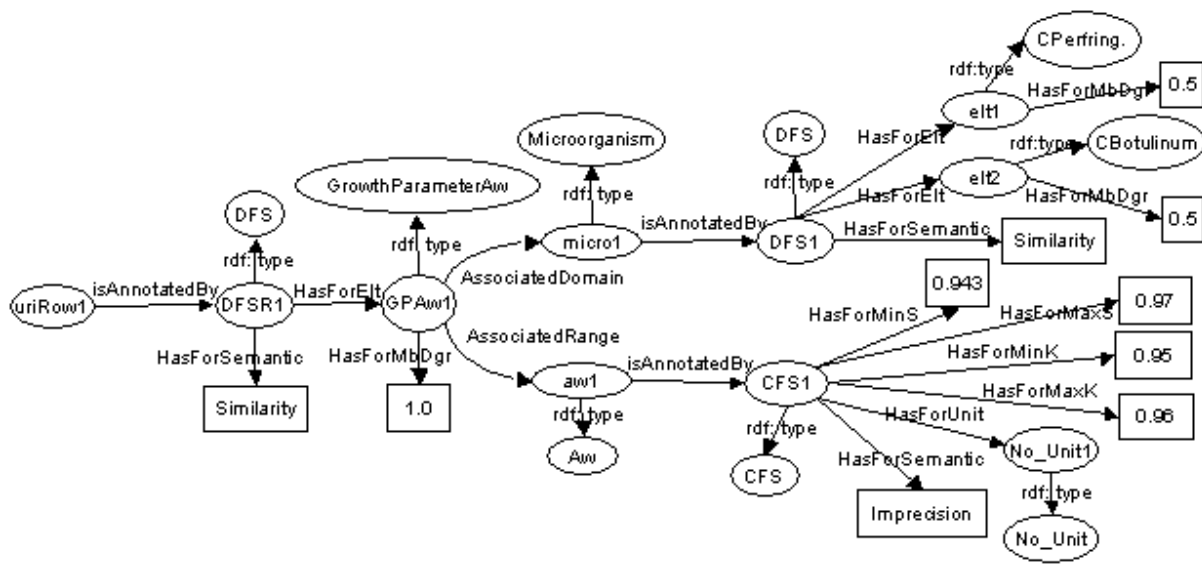 CPerfring.
rdf:type
HasForMbDgr
0.5
elt1
DFS
Microorganism
HasForElt
rdf:type
CBotulinum
GrowthParameterAw
rdf:type
rdf:type
HasForElt
elt2
HasForMbDgr
DFS
rdf:type
isAnnotatedBy
0.5
micro1
DFS1
HasForSemantic
Similarity
rdf:type
AssociatedDomain
isAnnotatedBy
HasForElt
0.943
uriRow1
DFSR1
GPAw1
HasForMinS
HasForMaxS
0.97
AssociatedRange
HasForMinK
HasForSemantic
HasForMbDgr
isAnnotatedBy
0.95
aw1
CFS1
HasForMaxK
Similarity
1.0
rdf:type
HasForUnit
0.96
rdf:type
Aw
HasForSemantic
No_Unit1
CFS
rdf:type
Imprecision
No_Unit